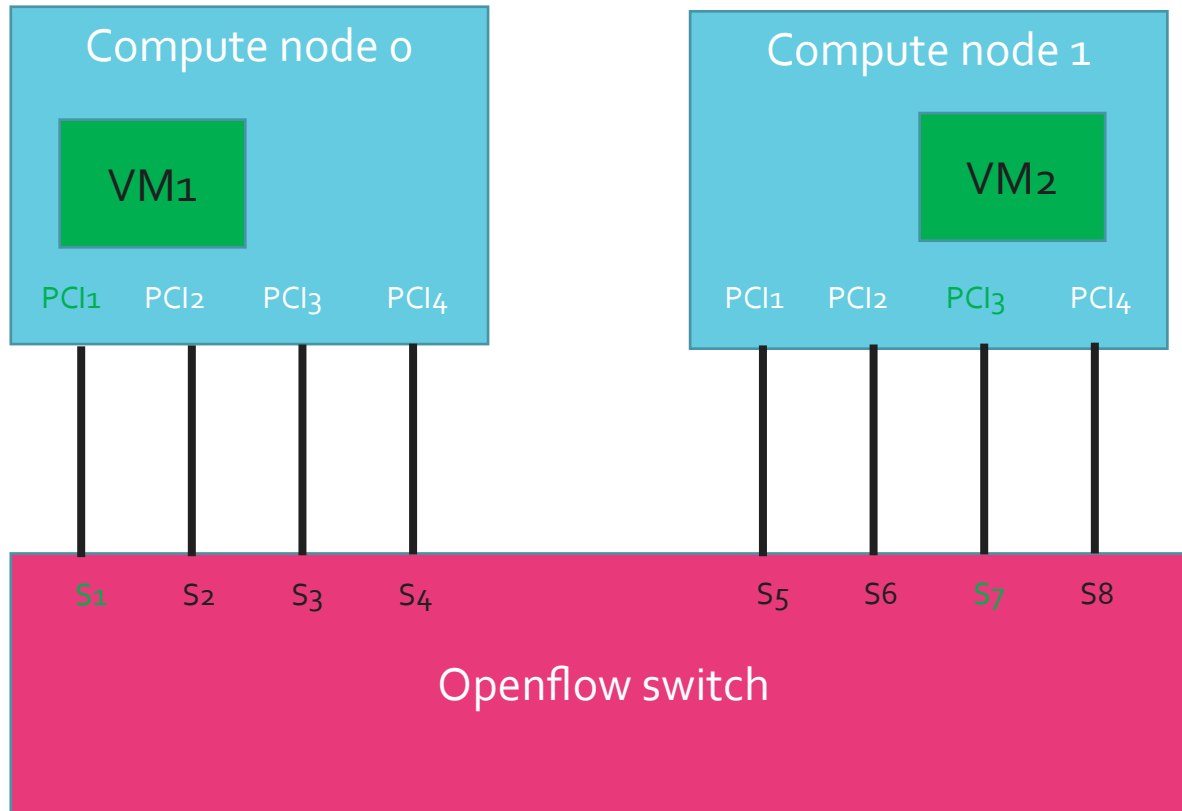 Compute node 0
VM1
PCI1 PCI2 PCI3 PCI4
Compute node 1
VM2
PCI1 PCI2 PCI3 PCI4
S1 S2 S3 S4 S5 S6 S7 S8
Openflow switch